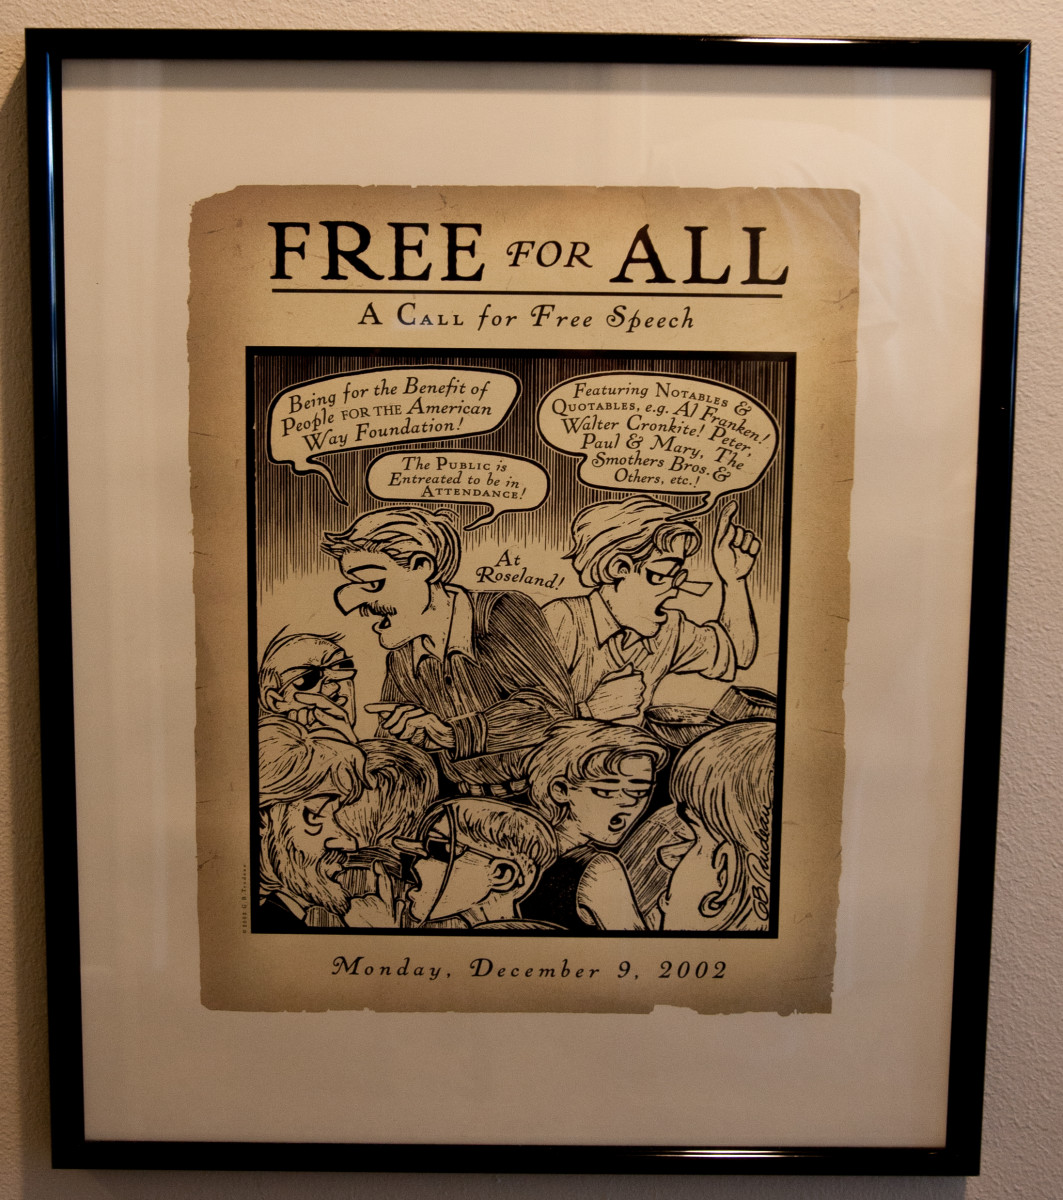 FREE FOR ALL
A CALL for Free Speech
Being for the Benefit of
People FOR THE American
Way Foundation!
The PUBLIC is
Entreated to be in
ATTENDANCE!
Featuring NOTABLES &
QUOTABLES, e.g. Al Franken!
Walter Cronkite! Peter,
Paul & Mary, The
Smothers Bros. &
Others, etc.!
At
Roseland!
GB Trudeau
Monday, December 9, 2002